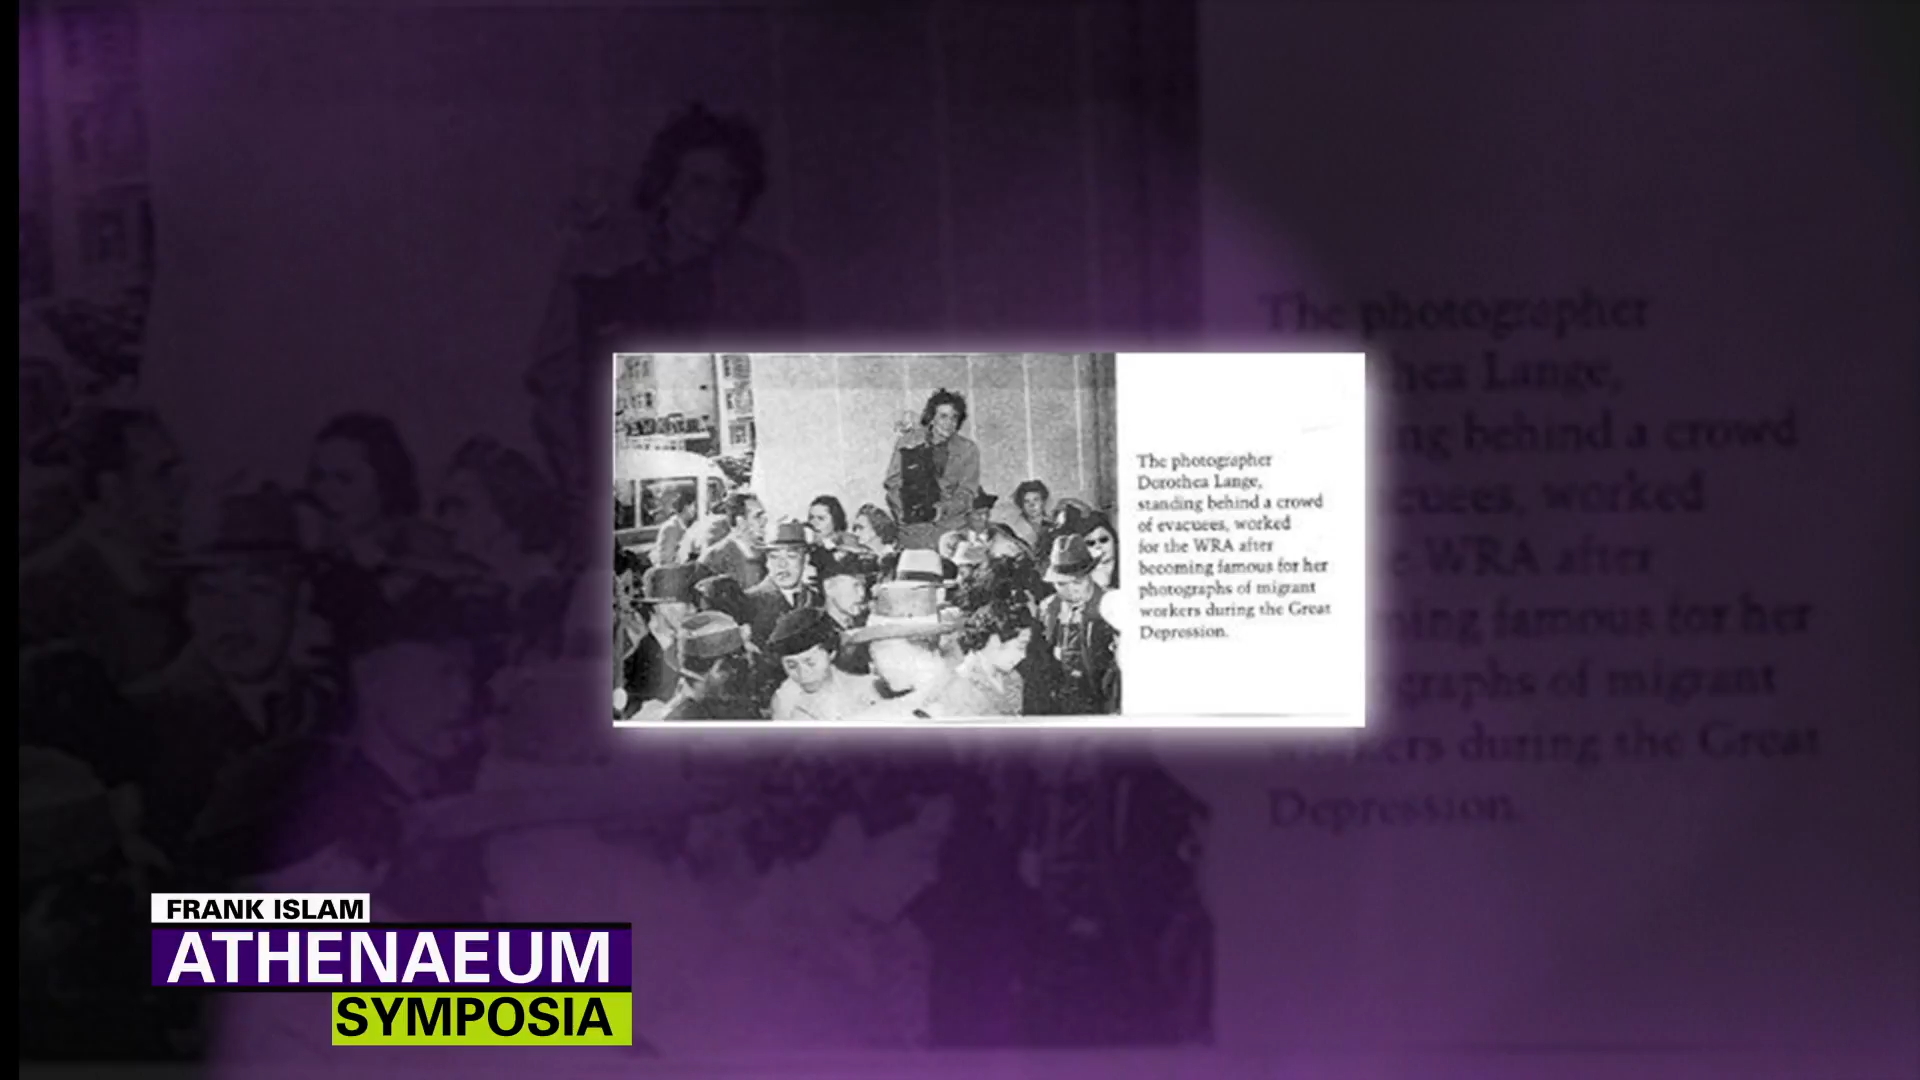 The photographer
Dorothea Lange,
standing behind a crowd
of evacuees, worked
for the WRA after
becoming famous for her
photographs of migrant
workers during the Great
Depression.
FRANK ISLAM
ATHENAEUM
SYMPOSIA